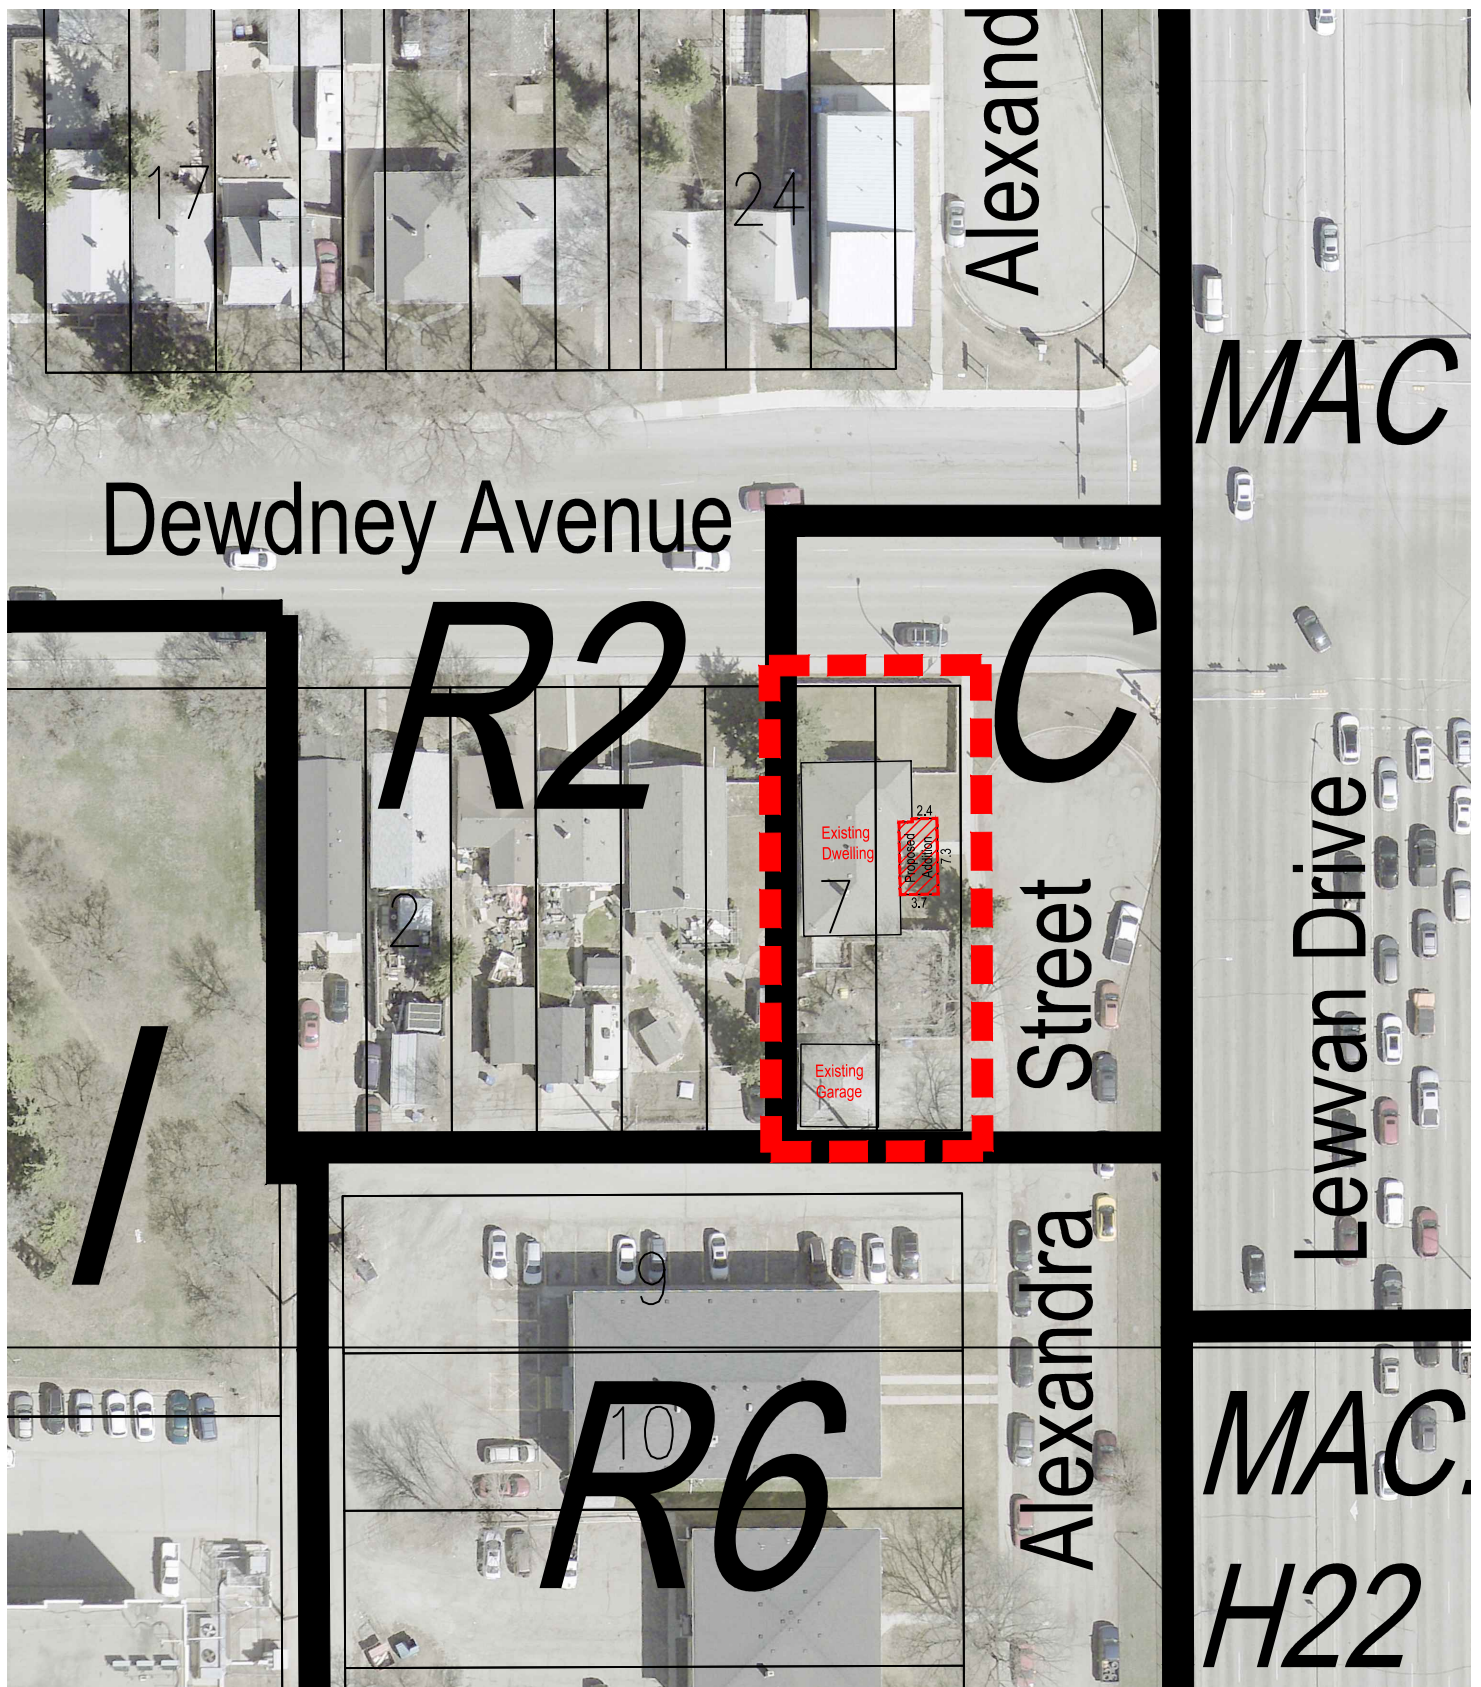 Alexand
17
24
MAC
Dewdney Avenue
R2
C
Existing
Dwelling
2.4
Proposed
Addition
7.3
3.7
7
2
Street
Lewvan Drive
Existing
Garage
I
9
10
R6
Alexandra
MAC.
H22